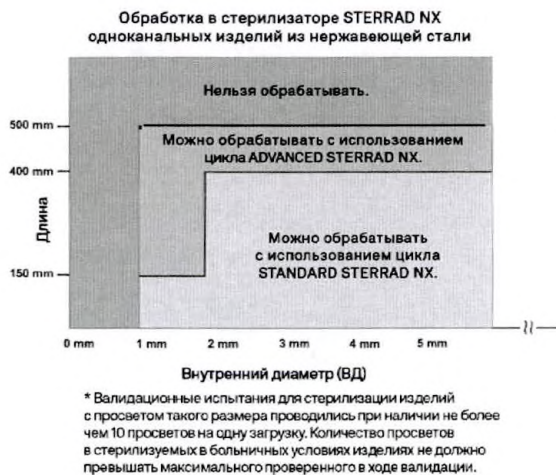 Обработка в стерилизаторе STERRAD NX
одноканальных изделий из нержавеющей стали
Нельзя обрабатывать.
500 mm
Можно обрабатывать с использованием
цикла ADVANCED STERRAD NX.
400 mm
Длина
Можно обрабатывать
с использованием цикла
STANDARD STERRAD NX.
150 mm
0 mm 1 mm 2 mm 3 mm 4 mm 5 mm
Внутренний диаметр (ВД)
* Валидационные испытания для стерилизации изделий
с просветом такого размера проводились при наличии не более
чем 10 просветов на одну загрузку. Количество просветов
в стерилизуемых в больничных условиях изделиях не должно
превышать максимального проверенного в ходе валидации.